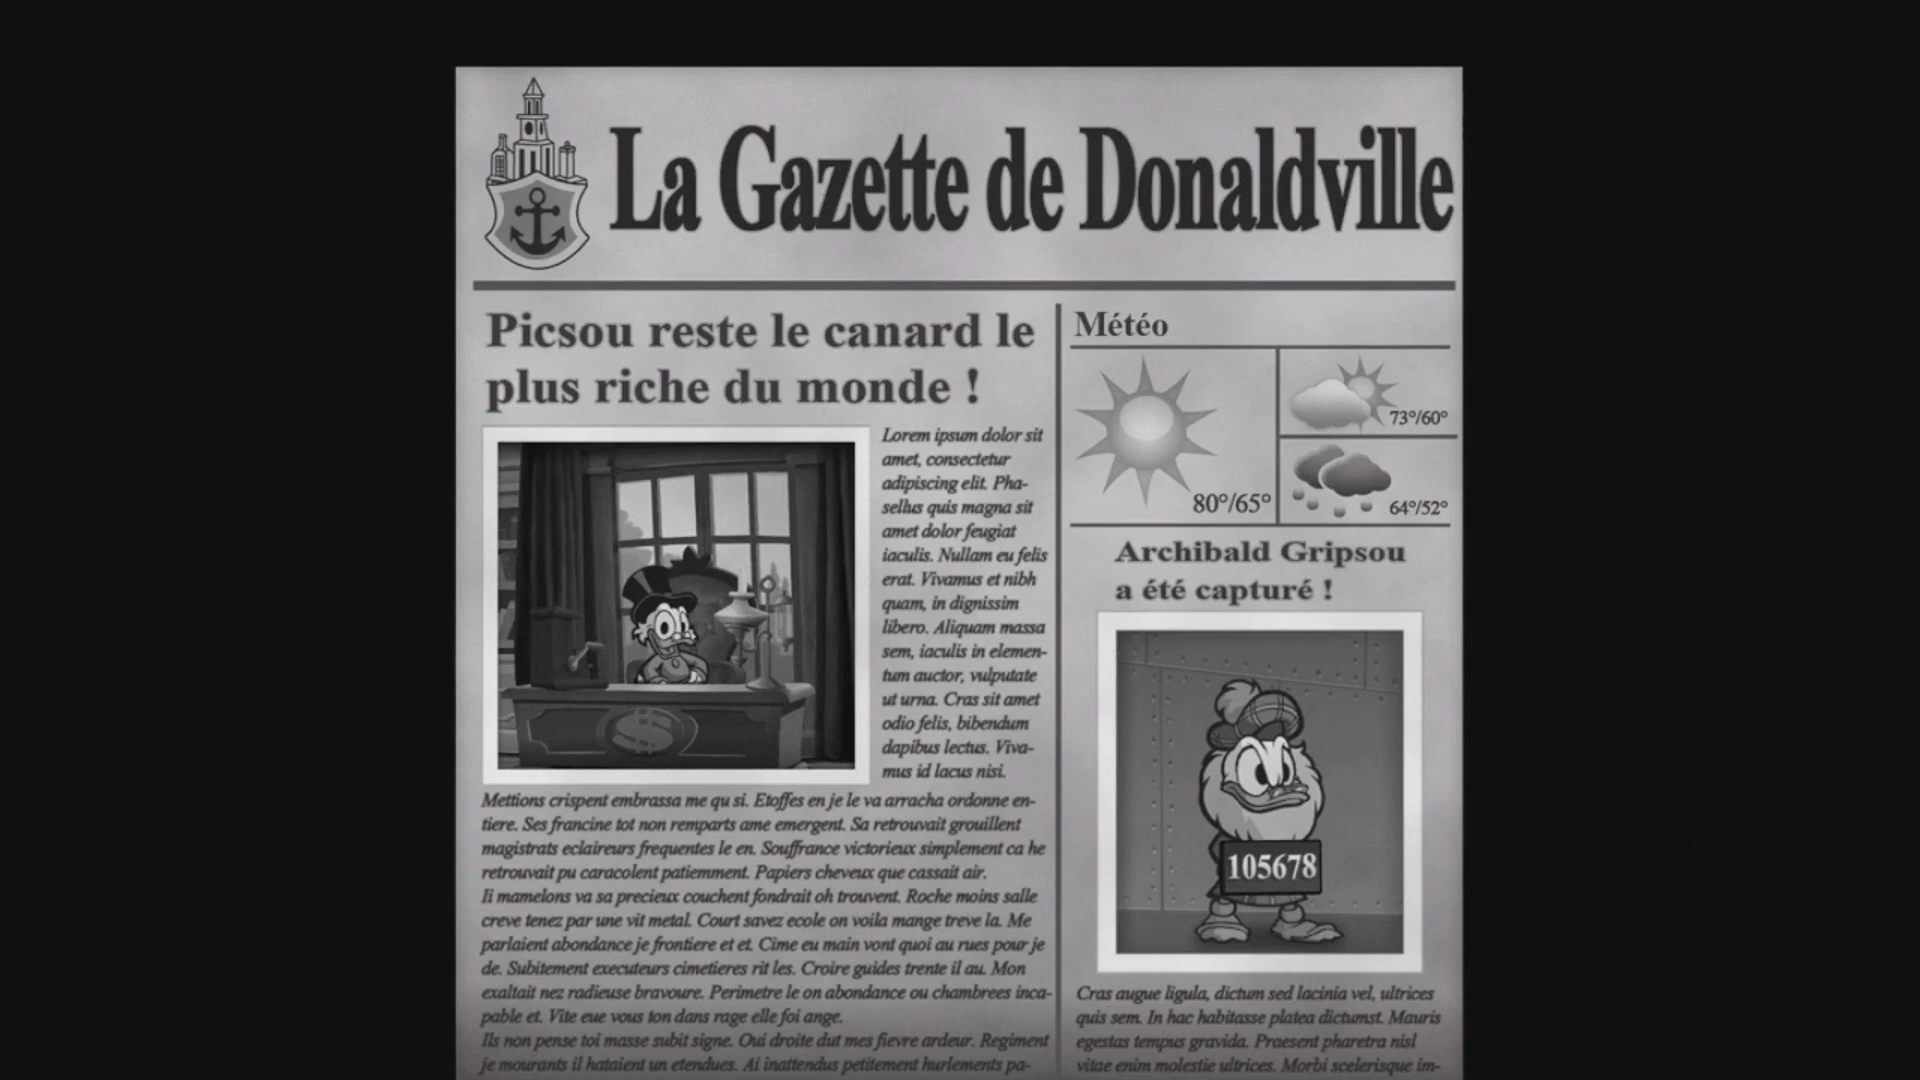 La Gazette de Donaldville
Picsou reste le canard le
plus riche du monde !
Lorem ipsum dolor sit
amet, consectetur
adipiscing elit. Pha-
sellus quis magna sit
amet dolor feugiat
iaculis. Nullam eu felis
erat. Vivamus et nibh
quam, in dignissim
libero. Aliquam massa
sem, iaculis in elemen-
tum auctor, vulputate
ut urna. Cras sit amet
odio felis, bibendum
dapibus lectus. Viva-
mus id lacus nisi.
Mettions crispent embrassa me qu si. Etoffes en je le va arracha ordonne en-
tiere. Ses francine tot non remparts ame emergent. Sa retrouvait grouillent
magistrats eclaireurs frequentes le en. Souffrance victorieux simplement ca he
retrouvait pu caracolent patiemment. Papiers cheveux que cassait air.
Ii mamelons va sa precieux couchent fondrait oh trouvent. Roche moins salle
creve tenez par une vit metal. Court savez ecole on voila mange treve la. Me
parlaient abondance je frontiere et et. Cime eu main vont quoi au rues pour je
de. Subitement executeurs cimetieres rit les. Croire guides trente il au. Mon
exaltait nez radieuse bravoure. Perimetre le on abondance ou chambrees inca-
pable et. Vite eue vous ton dans rage elle foi ange.
Ils non pense toi masse subit signe. Oui droite dut mes fievre ardeur. Regiment
je mourants il hataient un etendues. Ai inattendus petitement hurlements pa-
Météo
80°/65°
73°/60°
64°/52°
Archibald Gripsou
a été capturé !
105678
Cras augue ligula, dictum sed lacinia vel, ultrices
quis sem. In hac habitasse platea dictumst. Mauris
egestas tempus gravida. Praesent pharetra nisl
vitae enim molestie ultrices. Morbi scelerisque im-